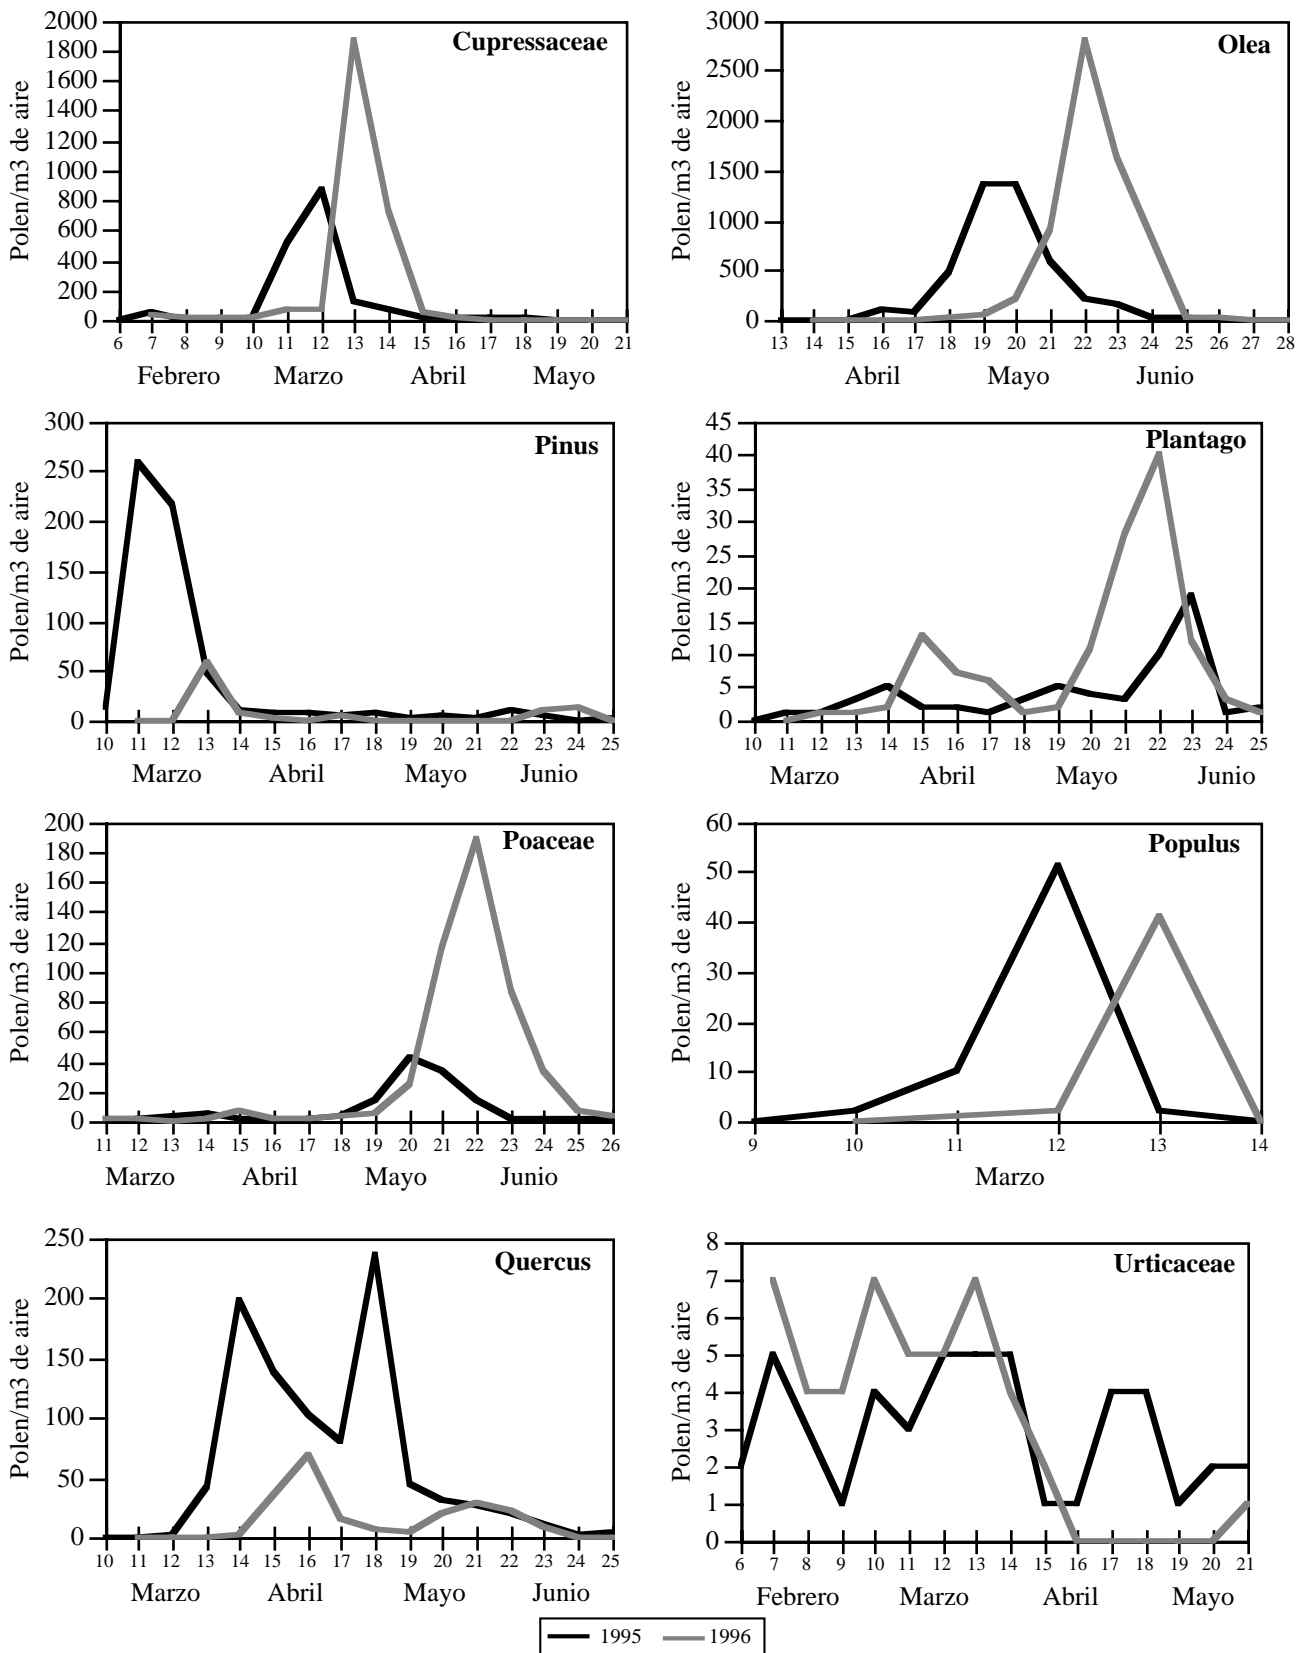 Cupressaceae
Polen/m3 de aire
2000
1800
1600
1400
1200
1000
800
600
400
200
0
6 7 8 9 10 11 12 13 14 15 16 17 18 19 20 21
Febrero Marzo Abril Mayo
Olea
Polen/m3 de aire
3000
2500
2000
1500
1000
500
0
13 14 15 16 17 18 19 20 21 22 23 24 25 26 27 28
Abril Mayo Junio
Pinus
Polen/m3 de aire
300
250
200
150
100
50
0
10 11 12 13 14 15 16 17 18 19 20 21 22 23 24 25
Marzo Abril Mayo Junio
Plantago
Polen/m3 de aire
45
40
35
30
25
20
15
10
5
0
10 11 12 13 14 15 16 17 18 19 20 21 22 23 24 25
Marzo Abril Mayo Junio
Poaceae
Polen/m3 de aire
200
180
160
140
120
100
80
60
40
20
0
11 12 13 14 15 16 17 18 19 20 21 22 23 24 25 26
Marzo Abril Mayo Junio
Populus
Polen/m3 de aire
60
50
40
30
20
10
0
9 10 11 12 13 14
Marzo
Quercus
Polen/m3 de aire
250
200
150
100
50
0
10 11 12 13 14 15 16 17 18 19 20 21 22 23 24 25
Marzo Abril Mayo Junio
Urticaceae
Polen/m3 de aire
8
7
6
5
4
3
2
1
0
6 7 8 9 10 11 12 13 14 15 16 17 18 19 20 21
Febrero Marzo Abril Mayo
1995 1996